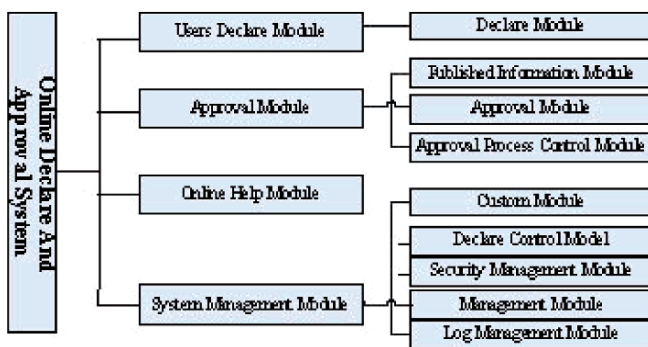 Online Declare And
Approval System
Users Declare Module
Declare Module
Approval Module
Published Information Module
Approval Module
Approval Process Control Module
Online Help Module
System Management Module
Custom Module
Declare Control Model
Security Management Module
Management Module
Log Management Module